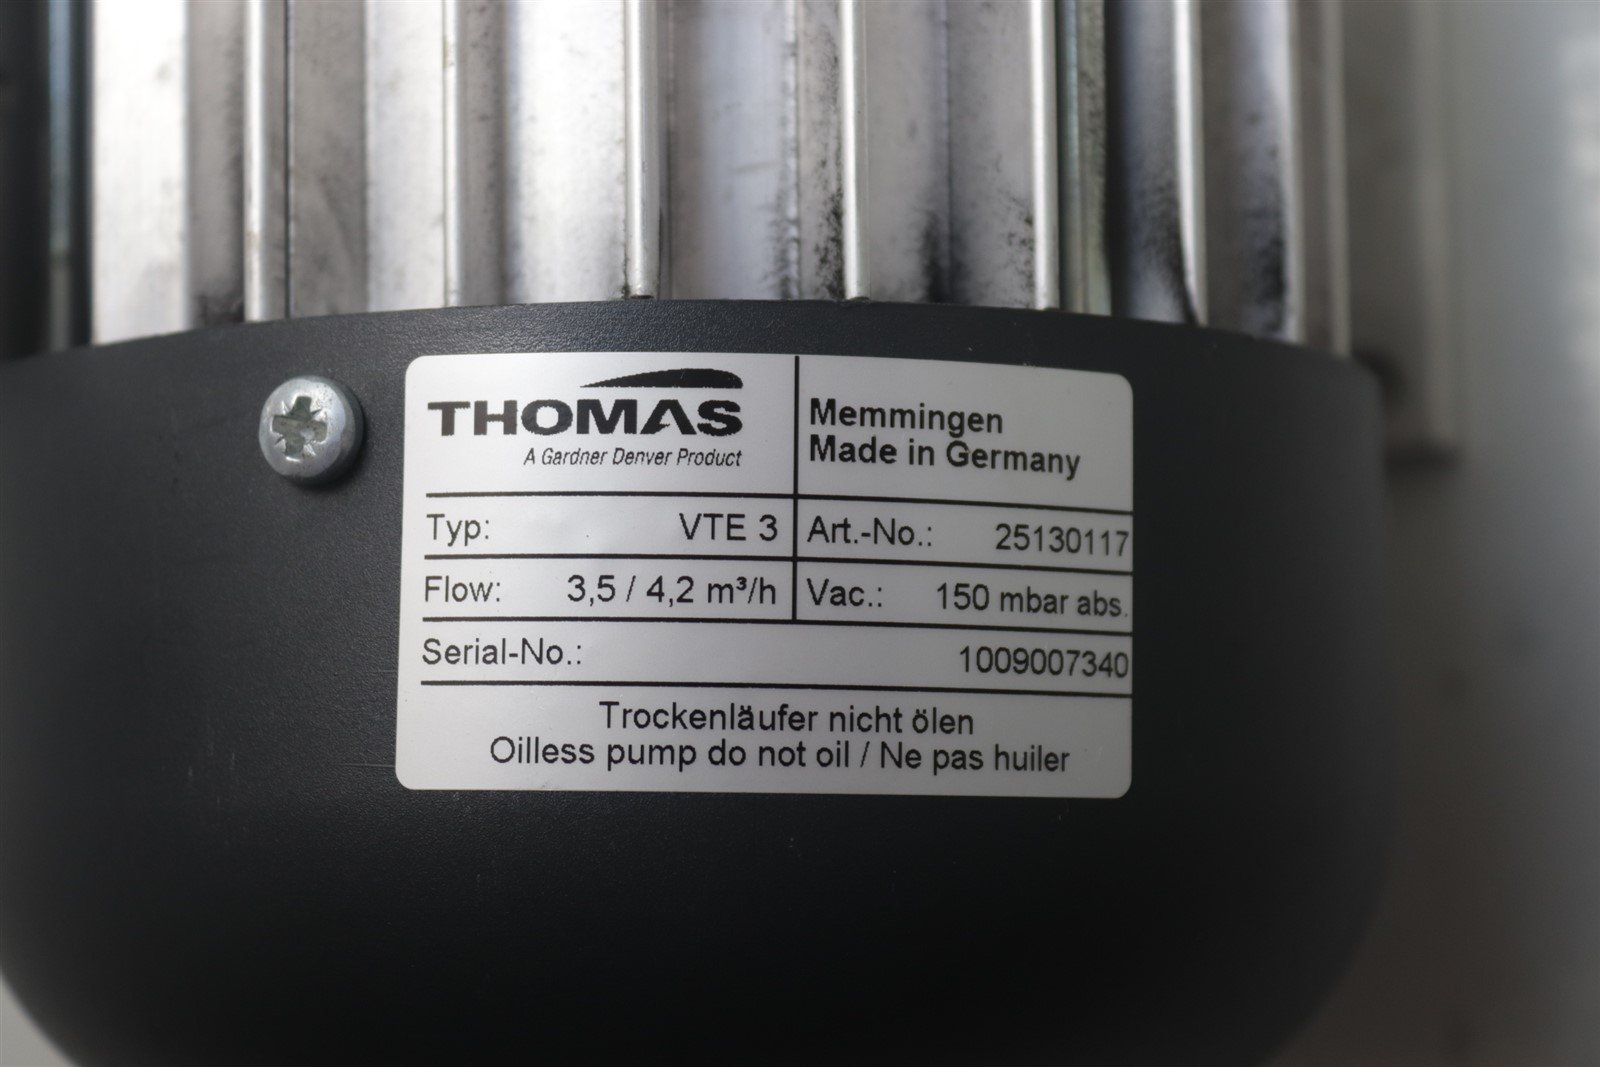 THOMAS
A Gardner Denver Product
Memmingen
Made in Germany
Typ: VTE 3 Art.-No.: 25130117
Flow: 3,5 / 4,2 m³/h Vac.: 150 mbar abs.
Serial-No.: 1009007340
Trockenläufer nicht ölen
Oilless pump do not oil / Ne pas huiler